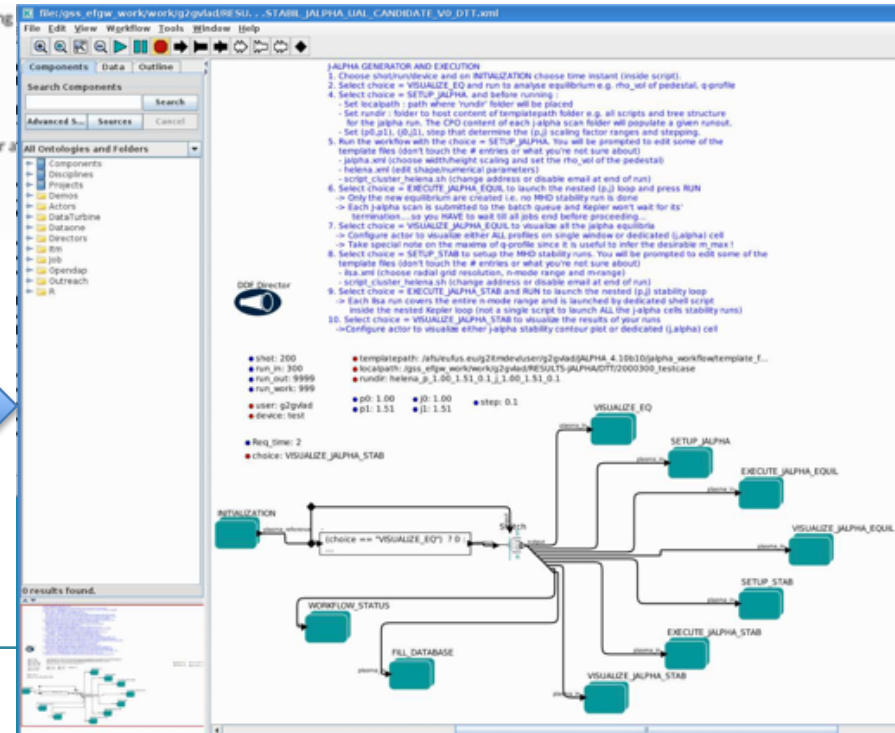 ng
file:/gss_efgw_work/work/g2gvlad/RESU. . .STABIL_JALPHA_UAL_CANDIDATE_V0_DTT.xml
File Edit View Workflow Tools Window Help
Components Data Outline
Search Components
Search
Advanced S... Sources Cancel
All Ontologies and Folders
Components
Disciplines
Projects
Demos
Actors
DataTurbine
Dataone
Directors
Itm
Job
Opendap
Outreach
R
0 results found.
J-ALPHA GENERATOR AND EXECUTION
1. Choose shot/run/device and on INITIALIZATION choose time instant (inside script).
2. Select choice = VISUALIZE_EQ and run to analyse equilibrium e.g. rho_vol of pedestal, q-profile
4. Select choice = SETUP_JALPHA and before running :
- Set localpath : path where 'rundir' folder will be placed
- Set rundir : folder to host content of templatepath folder e.g. all scripts and tree structure
for the jalpha run. The CPO content of each j-alpha scan folder will populate a given runout.
- Set (p0,p1), (j0,j1), step that determine the (p,j) scaling factor ranges and stepping.
5. Run the workflow with the choice = SETUP_JALPHA. You will be prompted to edit some of the
template files (don't touch the # entries or what you're not sure about)
- jalpha.xml (choose width/height scaling and set the rho_vol of the pedestal)
- helena.xml (edit shape/numerical parameters)
- script_cluster_helena.sh (change address or disable email at end of run)
6. Select choice = EXECUTE_JALPHA_EQUIL to launch the nested (p,j) loop and press RUN
-> Only the new equilibrium are created i.e. no MHD stability run is done
-> Each j-alpha scan is submitted to the batch queue and Kepler won't wait for its'
termination....so you HAVE to wait till all jobs end before proceeding...
7. Select choice = VISUALIZE_JALPHA_EQUIL to visualize all the jalpha equilibria
-> Configure actor to visualize either ALL profiles on single window or dedicated (j,alpha) cell
-> Take special note on the maxima of q-profile since it is useful to infer the desirable m_max !
8. Select choice = SETUP_STAB to setup the MHD stability runs. You will be prompted to edit some of the
template files (don't touch the # entries or what you're not sure about)
- ilsa.xml (choose radial grid resolution, n-mode range and m-range)
- script_cluster_helena.sh (change address or disable email at end of run)
9. Select choice = EXECUTE_JALPHA_STAB and RUN to launch the nested (p,j) stability loop
-> Each ilsa run covers the entire n-mode range and is launched by dedicated shell script
inside the nested Kepler loop (not a single script to launch ALL the j-alpha cells stability runs)
10. Select choice = VISUALIZE_JALPHA_STAB to visualize the results of your runs
->Configure actor to visualize either j-alpha stability contour plot or dedicated (j,alpha) cell
DDF Director
shot: 200
run_in: 300
run_out: 9999
run_work: 999
user: g2gvlad
device: test
Req_time: 2
choice: VISUALIZE_JALPHA_STAB
templatepath: /afs/eufus.eu/g2itmdev/user/g2gvlad/JALPHA_4.10b10/jalpha_workflow/template_f...
localpath: /gss_efgw_work/work/g2gvlad/RESULTS-JALPHA/DTT/2000300_testcase
rundir: helena_p_1.00_1.51_0.1_j_1.00_1.51_0.1
p0: 1.00 j0: 1.00 step: 0.1
p1: 1.51 j1: 1.51
VISUALIZE_EQ
plasma_in
SETUP_JALPHA
plasma_in
EXECUTE_JALPHA_EQUIL
plasma_in
INITIALIZATION
plasma_reference
(choice == "VISUALIZE_EQ") ? 0 :
...
Switch
output
VISUALIZE_JALPHA_EQUIL
plasma_in
SETUP_STAB
plasma_in
WORKFLOW_STATUS
EXECUTE_JALPHA_STAB
plasma_in
FILL_DATABASE
VISUALIZE_JALPHA_STAB
plasma_in